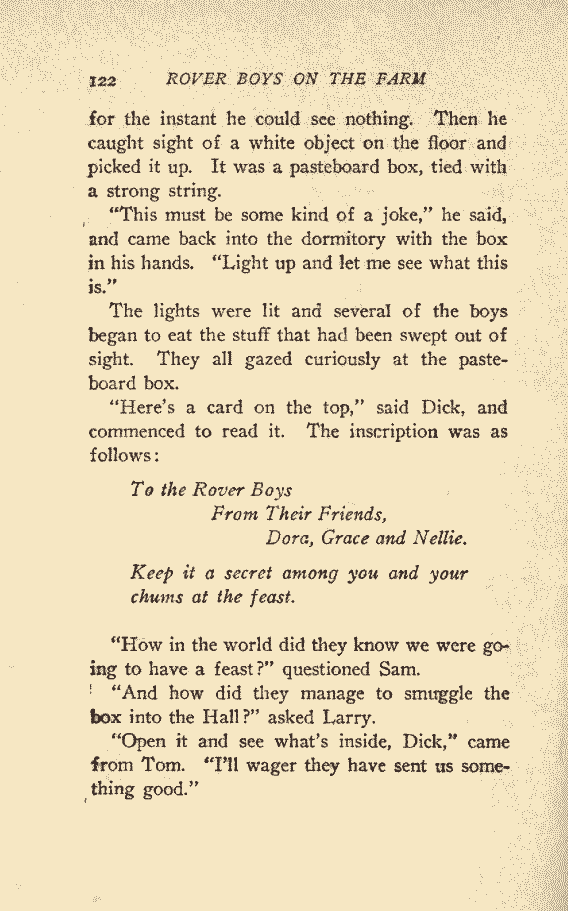 122 ROVER BOYS ON THE FARM
for the instant he could see nothing. Then he
caught sight of a white object on the floor and
picked it up. It was a pasteboard box, tied with
a strong string.
“This must be some kind of a joke,” he said,
and came back into the dormitory with the box
in his hands. “Light up and let me see what this
is.”
The lights were lit and several of the boys
began to eat the stuff that had been swept out of
sight. They all gazed curiously at the paste-
board box.
“Here’s a card on the top,” said Dick, and
commenced to read it. The inscription was as
follows:
To the Rover Boys
From Their Friends,
Dora, Grace and Nellie.
Keep it a secret among you and your
chums at the feast.
“How in the world did they know we were go-
ing to have a feast?” questioned Sam.
“And how did they manage to smuggle the
box into the Hall?” asked Larry.
“Open it and see what’s inside, Dick,” came
from Tom. “I’ll wager they have sent us some-
thing good.”